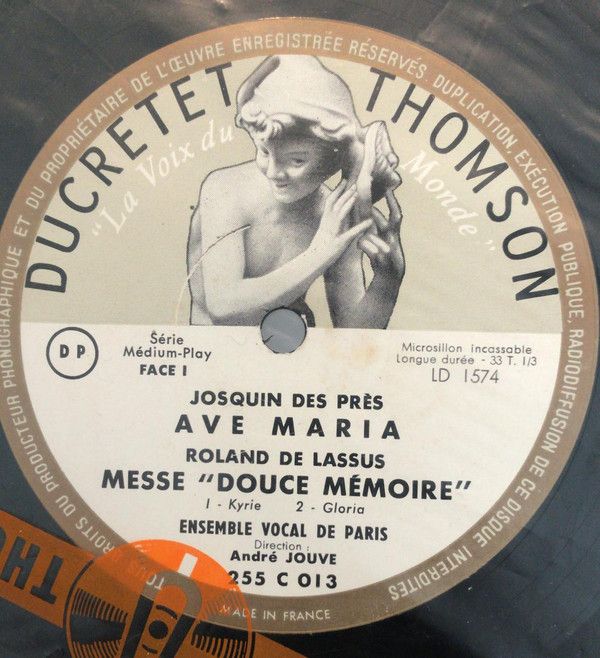 DROITS DU PRODUCTEUR PHONOGRAPHIQUE ET DU PROPRIÉTAIRE DE L'ŒUVRE ENREGISTRÉE RÉSERVÉS. DUPLICATION, EXÉCUTION PUBLIQUE, RADIODIFFUSION DE CE DISQUE INTERDITES
DUCRETET THOMSON
"La Voix du Monde"
DP
Série
Médium-Play
FACE I
Microsillon incassable
Longue durée - 33 T. 1/3
LD 1574
JOSQUIN DES PRÈS
AVE MARIA
ROLAND DE LASSUS
MESSE "DOUCE MÉMOIRE"
1 - Kyrie 2 - Gloria
ENSEMBLE VOCAL DE PARIS
Direction :
André JOUVE
255 C 013
MADE IN FRANCE
THO